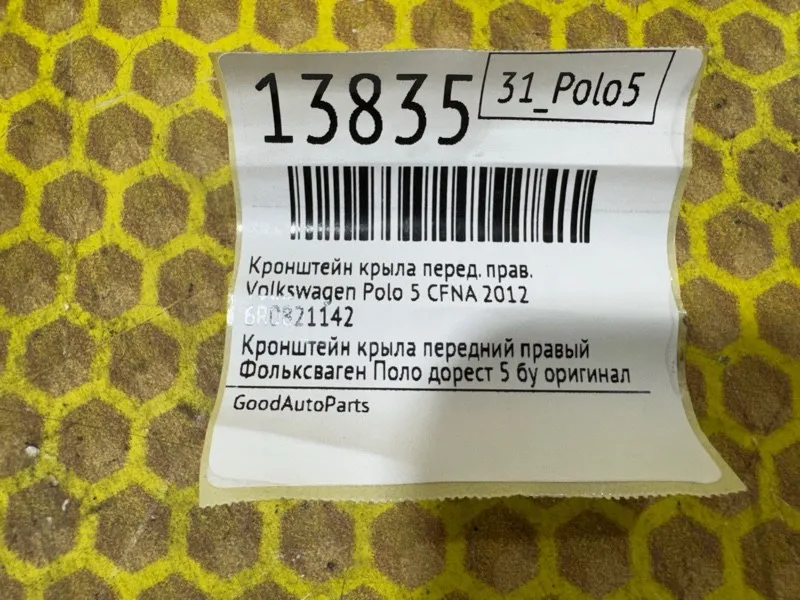 13835
31_Polo5
Кронштейн крыла перед. прав.
Volkswagen Polo 5 CFNA 2012
6R0821142
Кронштейн крыла передний правый
Фольксваген Поло дорест 5 бу оригинал
GoodAutoParts